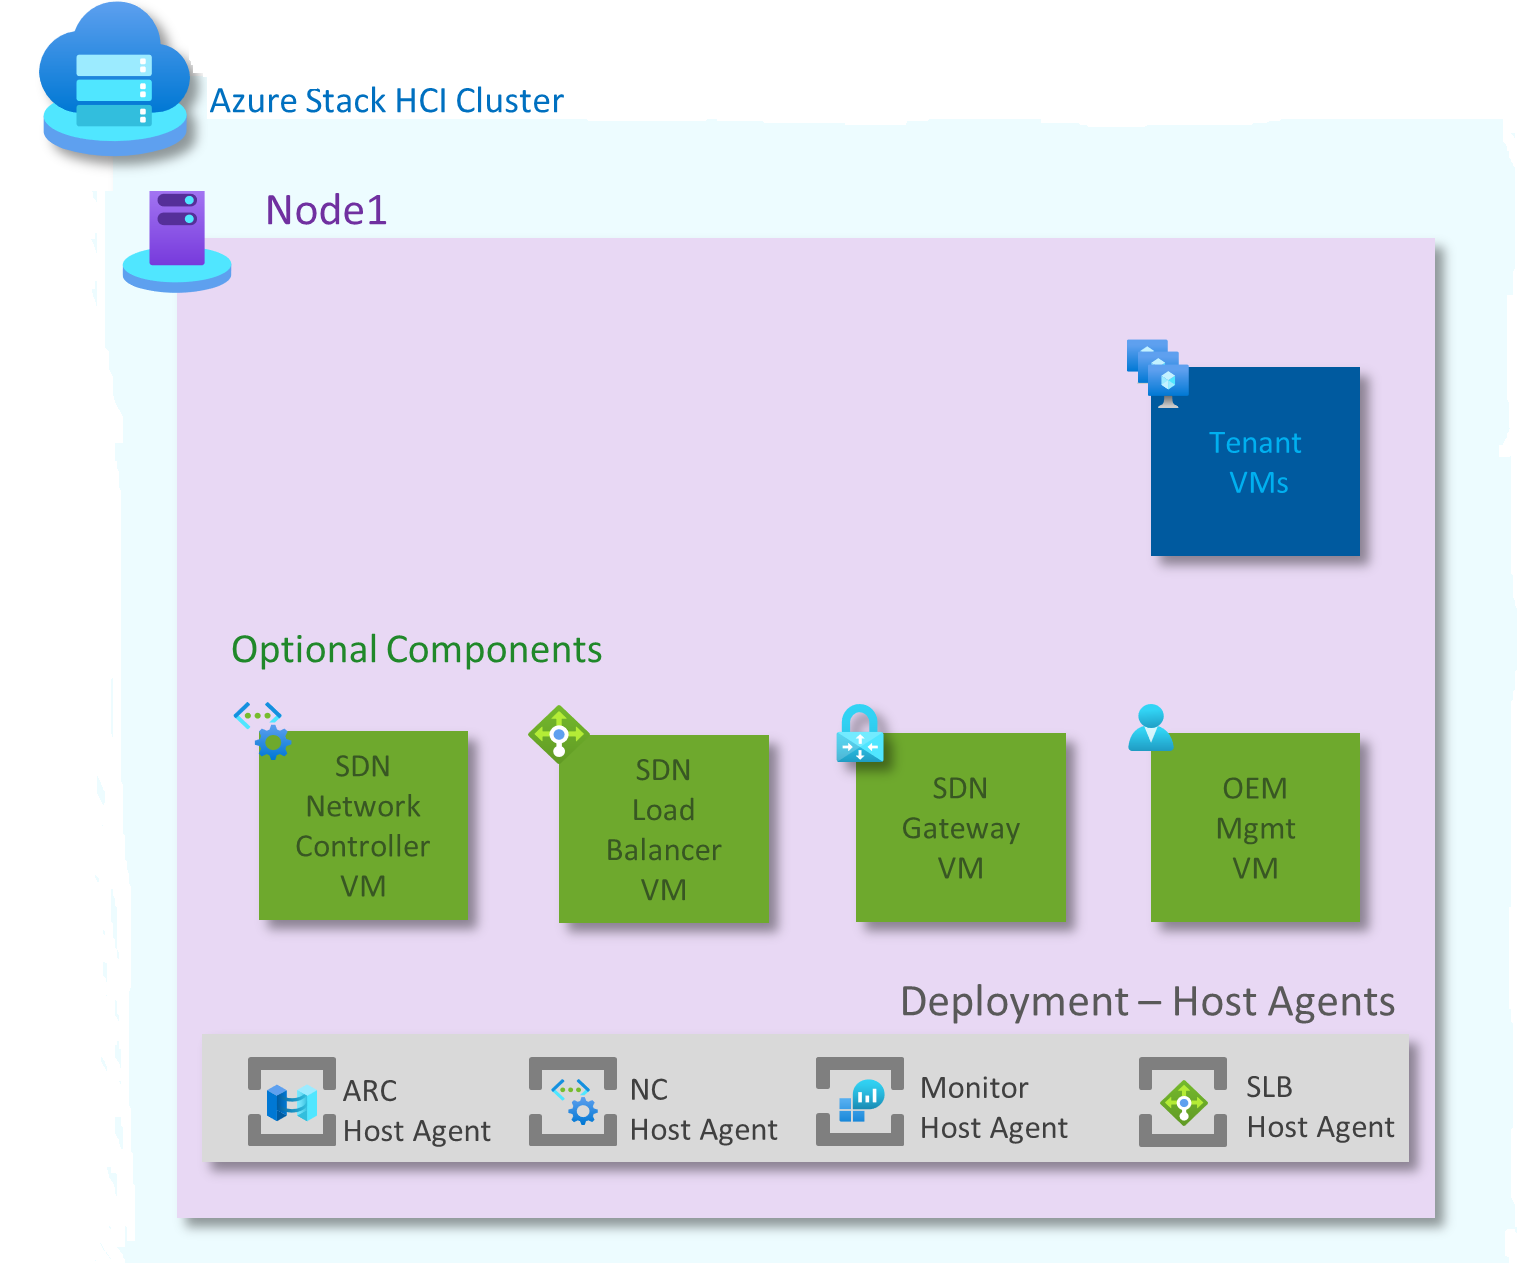 Azure Stack HCI Cluster
Node1
Tenant
VMs
Optional Components
SDN
Network
Controller
VM
SDN
Load
Balancer
VM
SDN
Gateway
VM
OEM
Mgmt
VM
Deployment – Host Agents
ARC
Host Agent
NC
Host Agent
Monitor
Host Agent
SLB
Host Agent